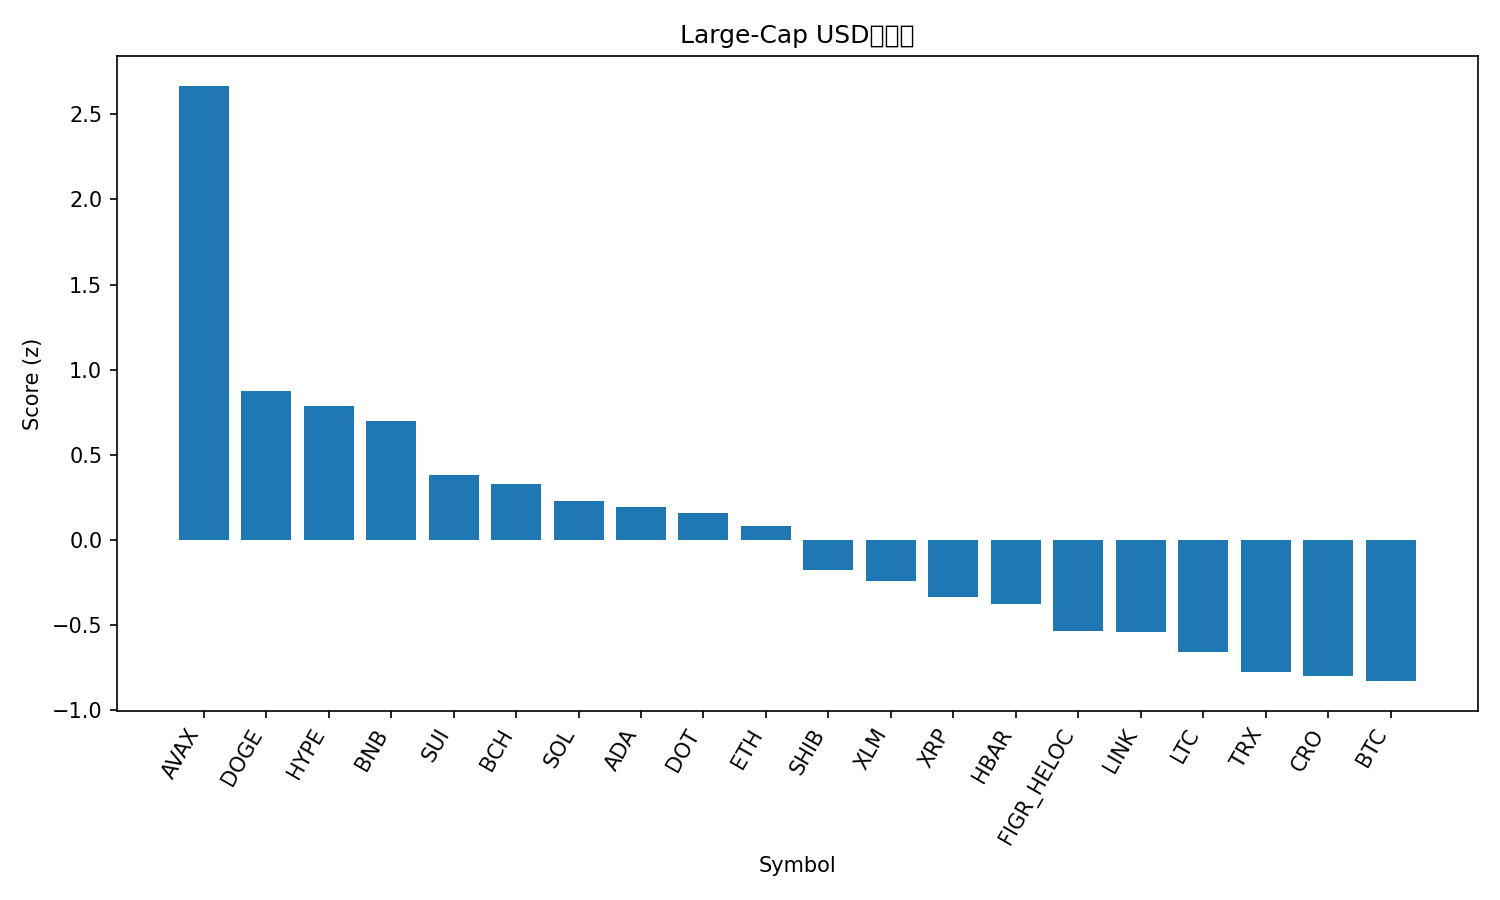 Large-Cap USD
Score (z)
2.5
2.0
1.5
1.0
0.5
0.0
−0.5
−1.0
AVAX
DOGE
HYPE
BNB
SUI
BCH
SOL
ADA
DOT
ETH
SHIB
XLM
XRP
HBAR
FIGR_HELOC
LINK
LTC
TRX
CRO
BTC
Symbol